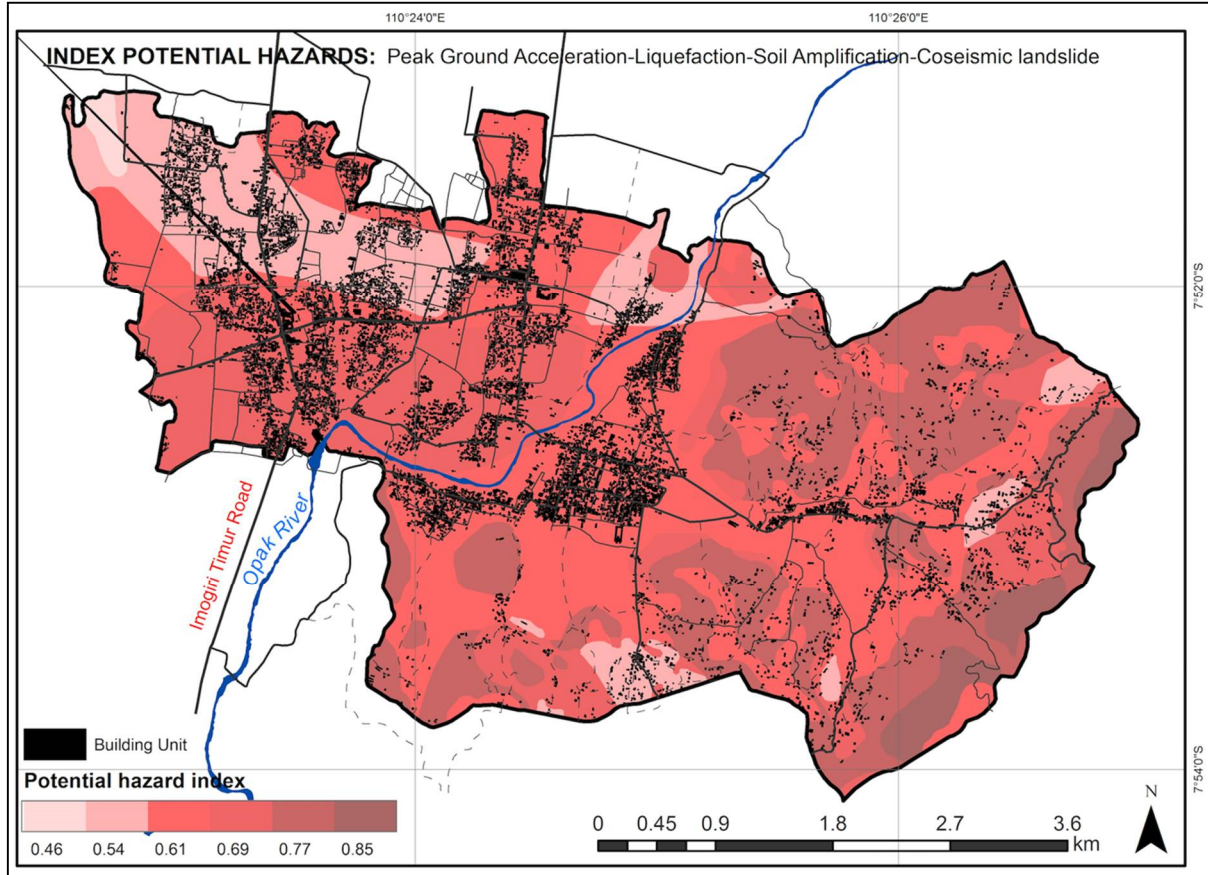 110°24'0"E
110°26'0"E
INDEX POTENTIAL HAZARDS: Peak Ground Acceleration-Liquefaction-Soil Amplification-Coseismic landslide
7°52'0"S
Imogiri Timur Road
Opak River
Building Unit
Potential hazard index
0.46 0.54 0.61 0.69 0.77 0.85
7°54'0"S
N
0 0.45 0.9 1.8 2.7 3.6
km